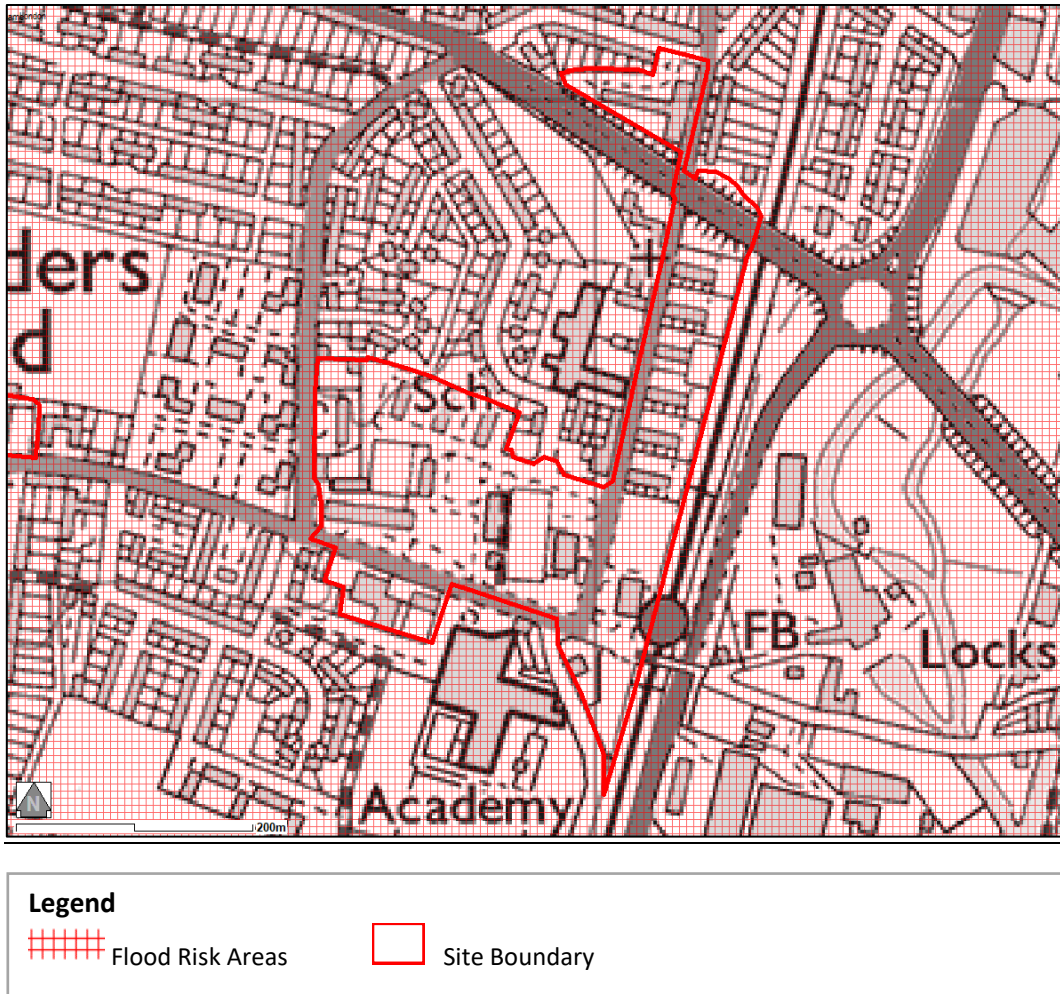 ders
d
Sch
FB
Locks
Academy
N
200m
Legend
Flood Risk Areas
Site Boundary